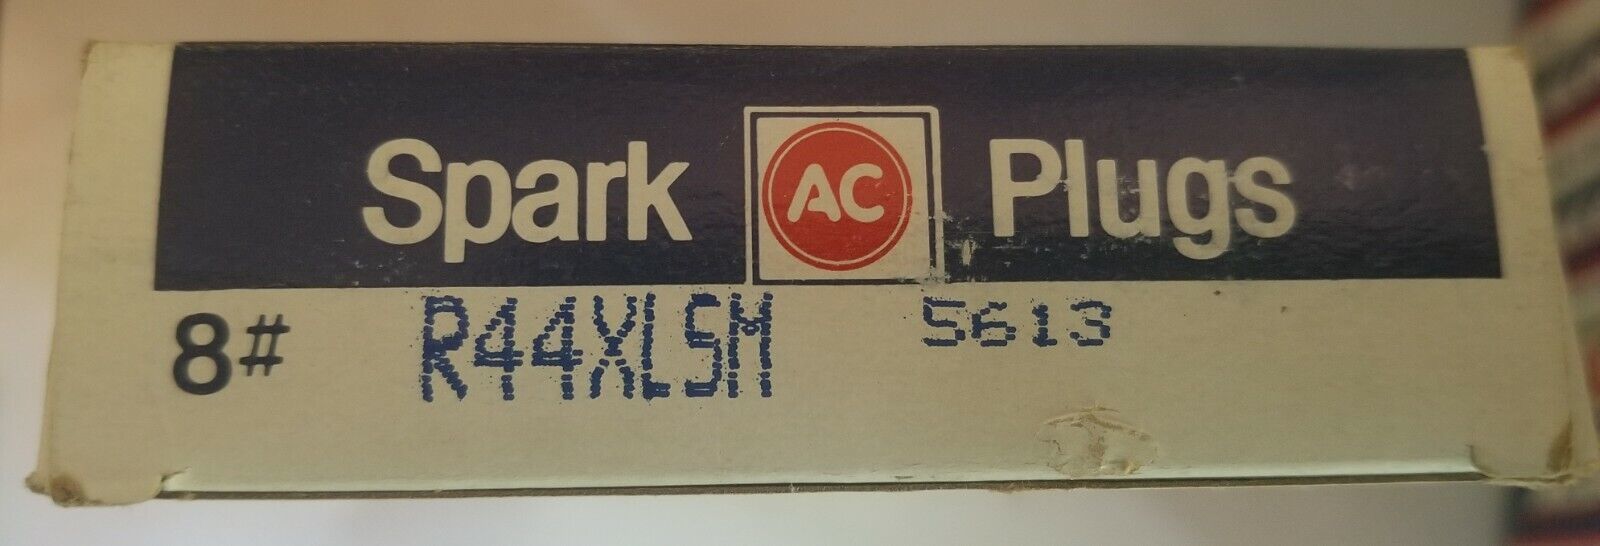 Spark AC Plugs
8# R44XLSM 5613